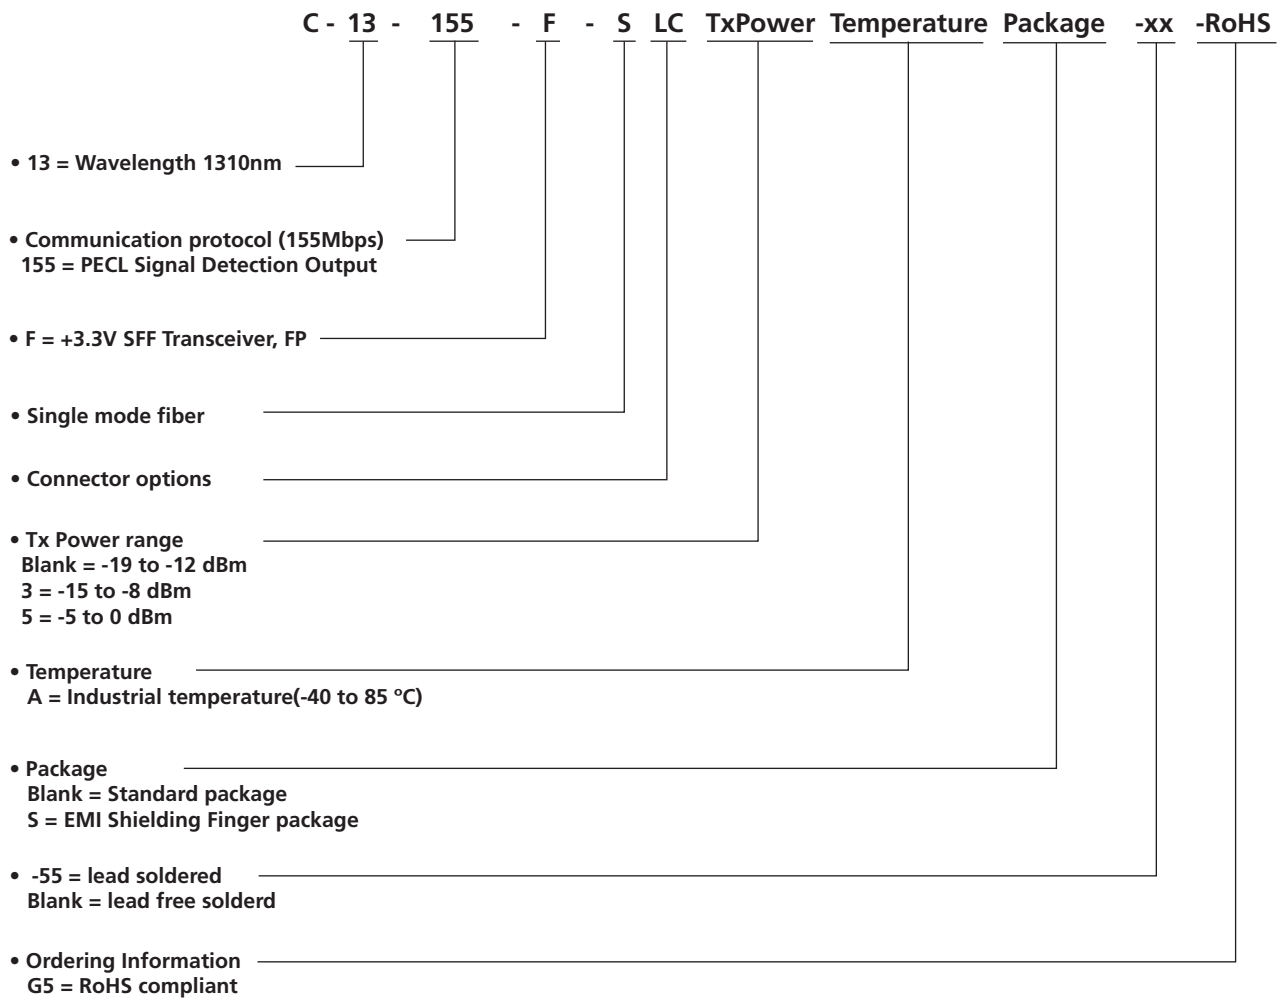 C - 13 - 155 - F - S LC TxPower Temperature Package -xx -RoHS
• 13 = Wavelength 1310nm
• Communication protocol (155Mbps)
155 = PECL Signal Detection Output
• F = +3.3V SFF Transceiver, FP
• Single mode fiber
• Connector options
• Tx Power range
Blank = -19 to -12 dBm
3 = -15 to -8 dBm
5 = -5 to 0 dBm
• Temperature
A = Industrial temperature(-40 to 85 ºC)
• Package
Blank = Standard package
S = EMI Shielding Finger package
• -55 = lead soldered
Blank = lead free solderd
• Ordering Information
G5 = RoHS compliant